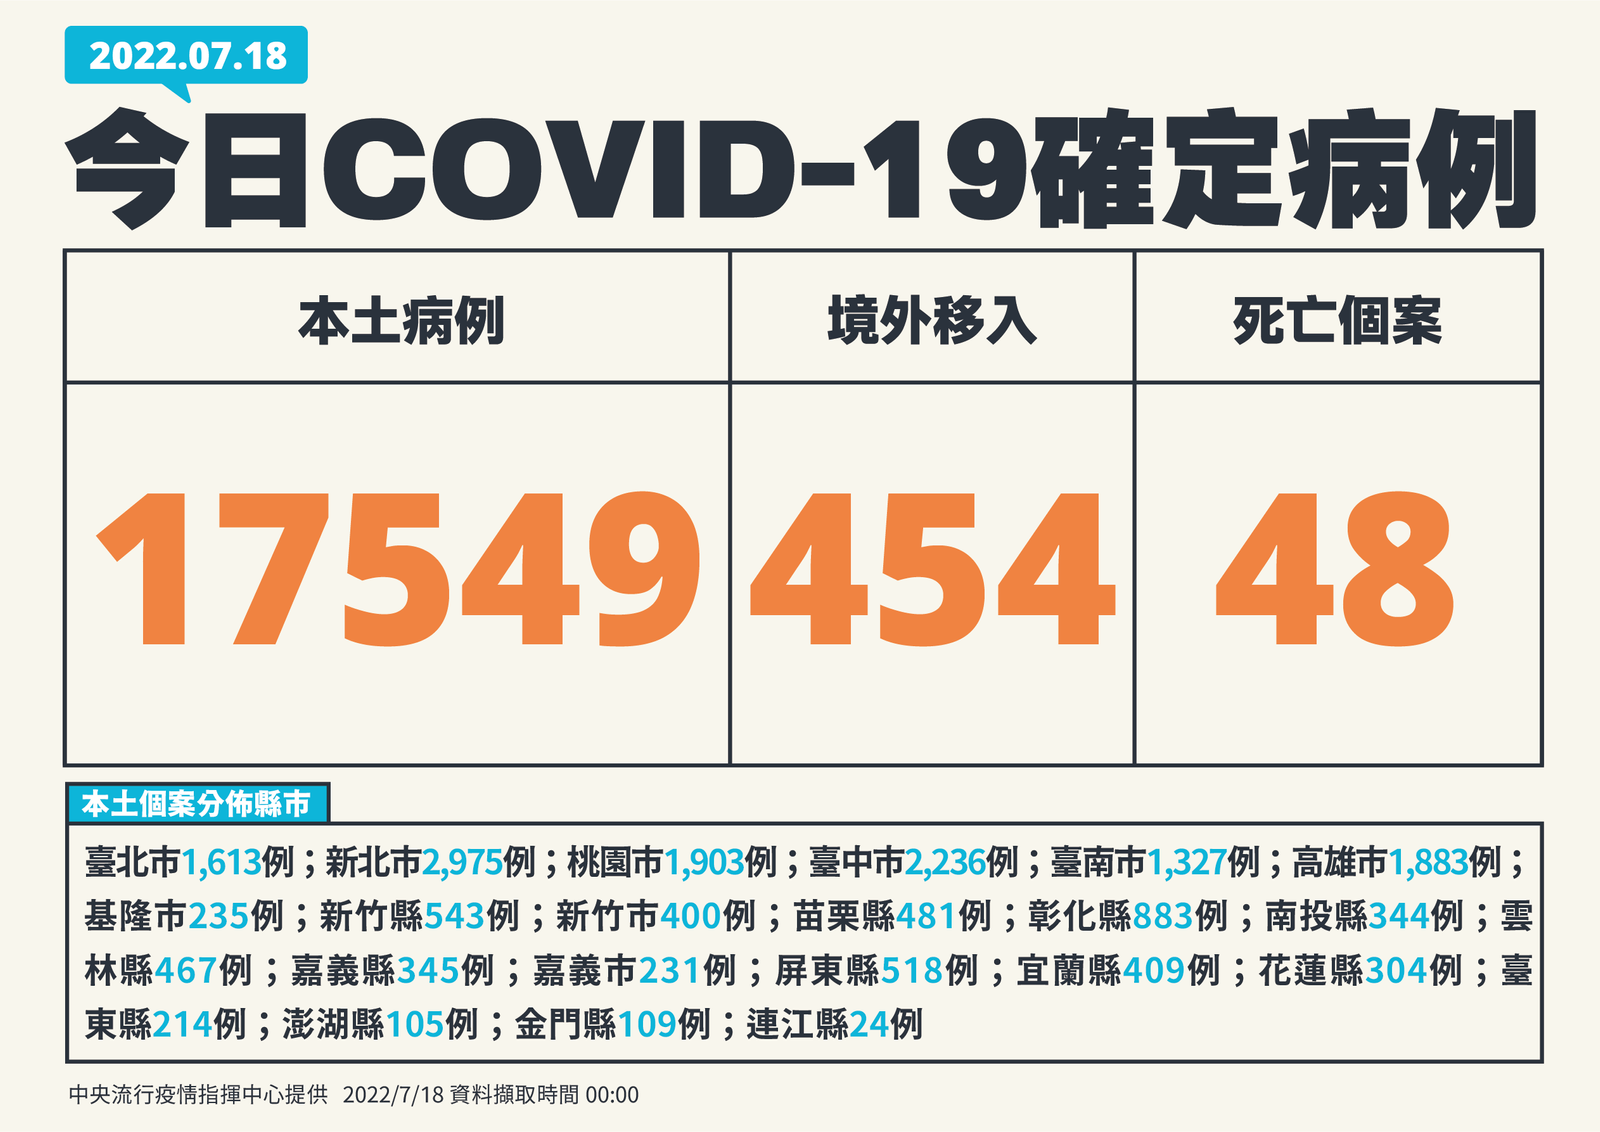 2022.07.18
今日COVID-19確定病例
本土病例 境外移入 死亡個案
17549 454 48
本土個案分佈縣市
臺北市1,613例；新北市2,975例；桃園市1,903例；臺中市2,236例；臺南市1,327例；高雄市1,883例；
基隆市235例；新竹縣543例；新竹市400例；苗栗縣481例；彰化縣883例；南投縣344例；雲
林縣467例；嘉義縣345例；嘉義市231例；屏東縣518例；宜蘭縣409例；花蓮縣304例；臺
東縣214例；澎湖縣105例；金門縣109例；連江縣24例
中央流行疫情指揮中心提供 2022/7/18 資料擷取時間 00:00